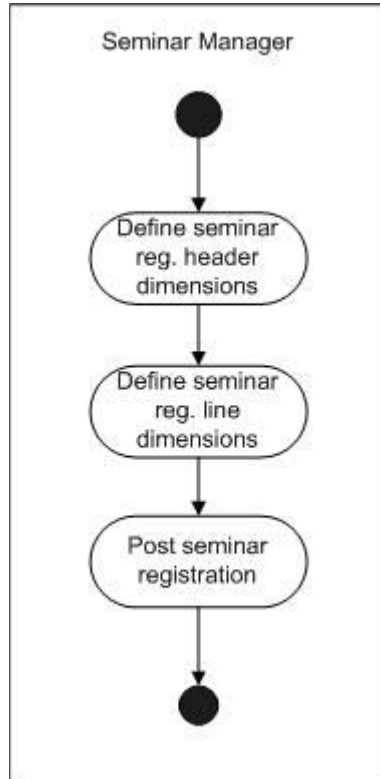 Seminar Manager
Define seminar
reg. header
dimensions
Define seminar
reg. line
dimensions
Post seminar
registration